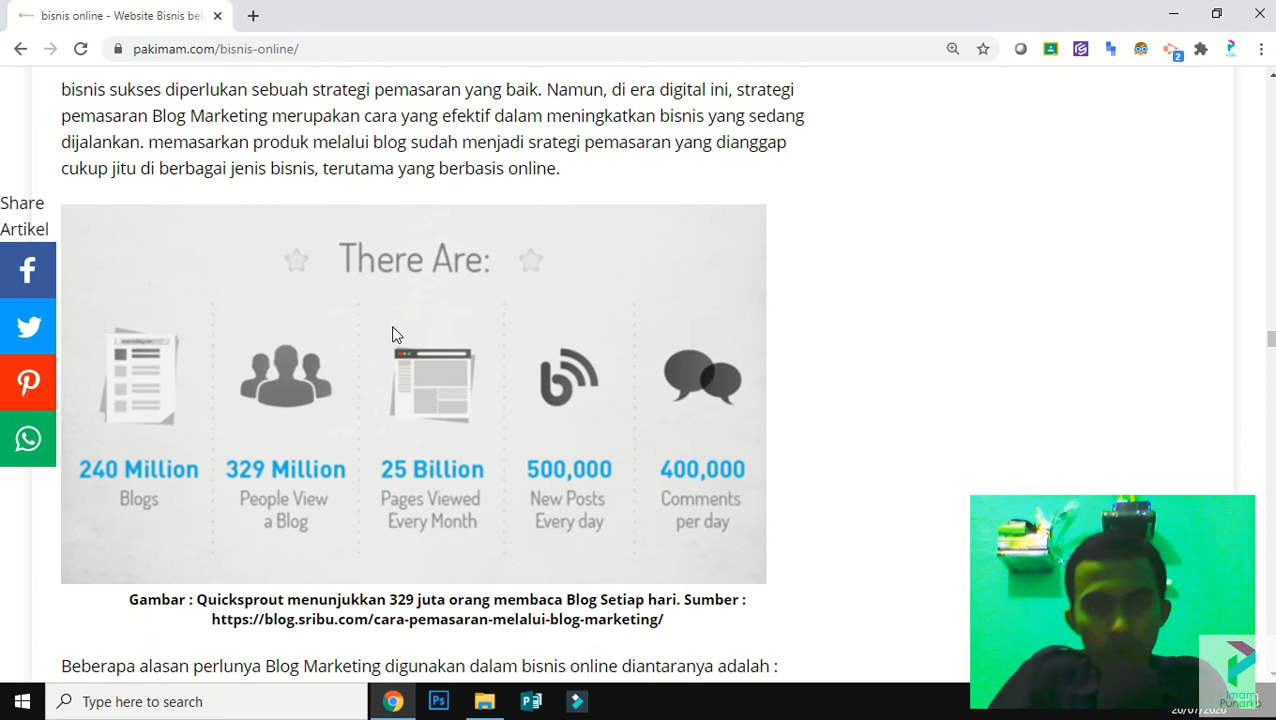 bisnis online - Website Bisnis bel
pakimam.com/bisnis-online/
2
bisnis sukses diperlukan sebuah strategi pemasaran yang baik. Namun, di era digital ini, strategi
pemasaran Blog Marketing merupakan cara yang efektif dalam meningkatkan bisnis yang sedang
dijalankan. memasarkan produk melalui blog sudah menjadi srategi pemasaran yang dianggap
cukup jitu di berbagai jenis bisnis, terutama yang berbasis online.
Share
Artikel
There Are:
240 Million
Blogs
329 Million
People View
a Blog
25 Billion
Pages Viewed
Every Month
500,000
New Posts
Every day
400,000
Comments
per day
Gambar : Quicksprout menunjukkan 329 juta orang membaca Blog Setiap hari. Sumber :
https://blog.sribu.com/cara-pemasaran-melalui-blog-marketing/
Beberapa alasan perlunya Blog Marketing digunakan dalam bisnis online diantaranya adalah :
Type here to search
Ps
Imam
Punarko